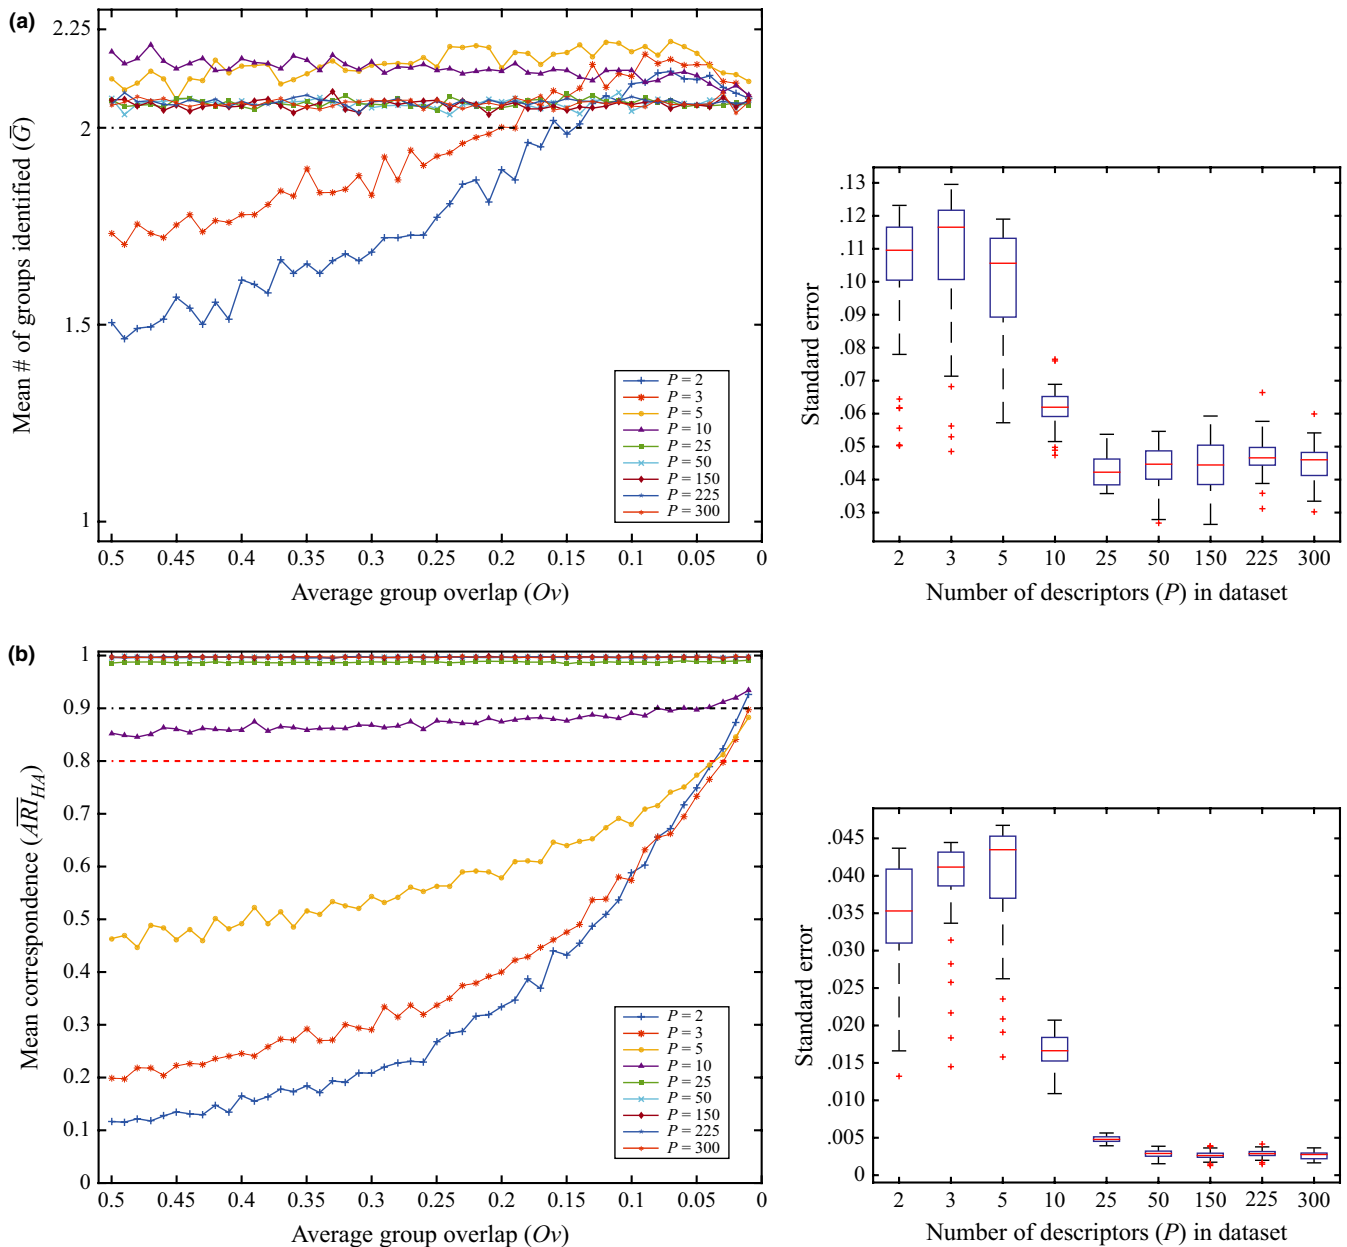 (a)
2.25
2
1.5
1
Mean # of groups identified (G̅)
P = 2
P = 3
P = 5
P = 10
P = 25
P = 50
P = 150
P = 225
P = 300
0.5 0.45 0.4 0.35 0.3 0.25 0.2 0.15 0.1 0.05 0
Average group overlap (Ov)
.13
.12
.11
.10
.09
.08
.07
.06
.05
.04
.03
Standard error
2 3 5 10 25 50 150 225 300
Number of descriptors (P) in dataset
(b)
1
0.9
0.8
0.7
0.6
0.5
0.4
0.3
0.2
0.1
0
Mean correspondence (A̅R̅I̅_HA)
P = 2
P = 3
P = 5
P = 10
P = 25
P = 50
P = 150
P = 225
P = 300
0.5 0.45 0.4 0.35 0.3 0.25 0.2 0.15 0.1 0.05 0
Average group overlap (Ov)
.045
.040
.035
.030
.025
.020
.015
.010
.005
0
Standard error
2 3 5 10 25 50 150 225 300
Number of descriptors (P) in dataset